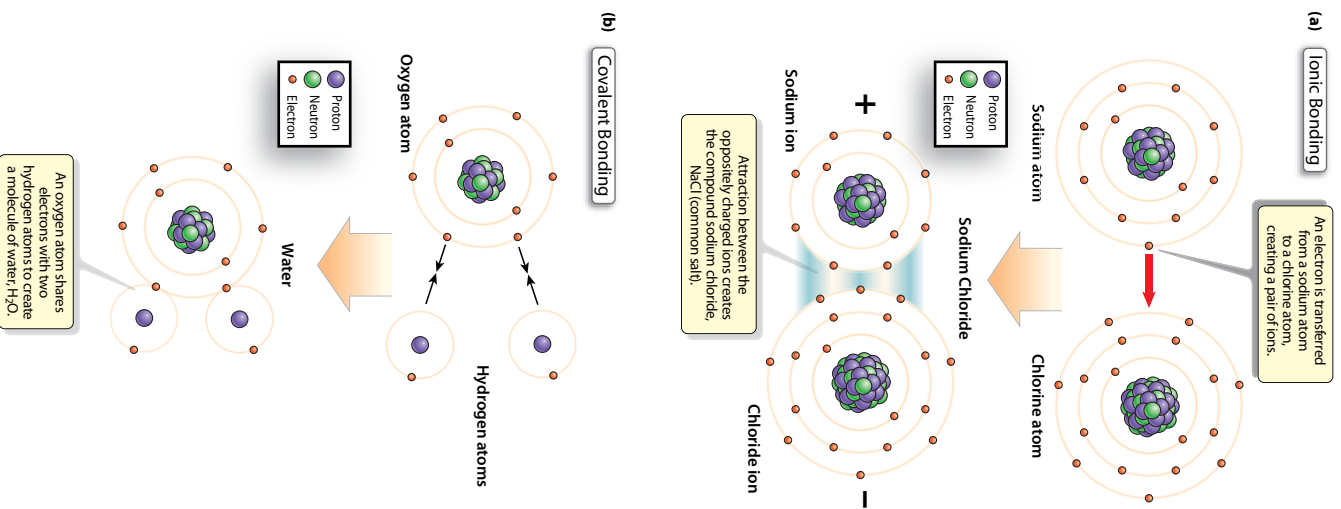 (a)
Ionic Bonding
An electron is transferred
from a sodium atom
to a chlorine atom,
creating a pair of ions.
Sodium atom
Chlorine atom
Proton
Neutron
Electron
Sodium Chloride
+
−
Sodium ion
Chloride ion
Attraction between the
oppositely charged ions creates
the compound sodium chloride,
NaCl (common salt).
(b)
Covalent Bonding
Oxygen atom
Hydrogen atoms
Proton
Neutron
Electron
Water
An oxygen atom shares
electrons with two
hydrogen atoms to create
a molecule of water, H₂O.